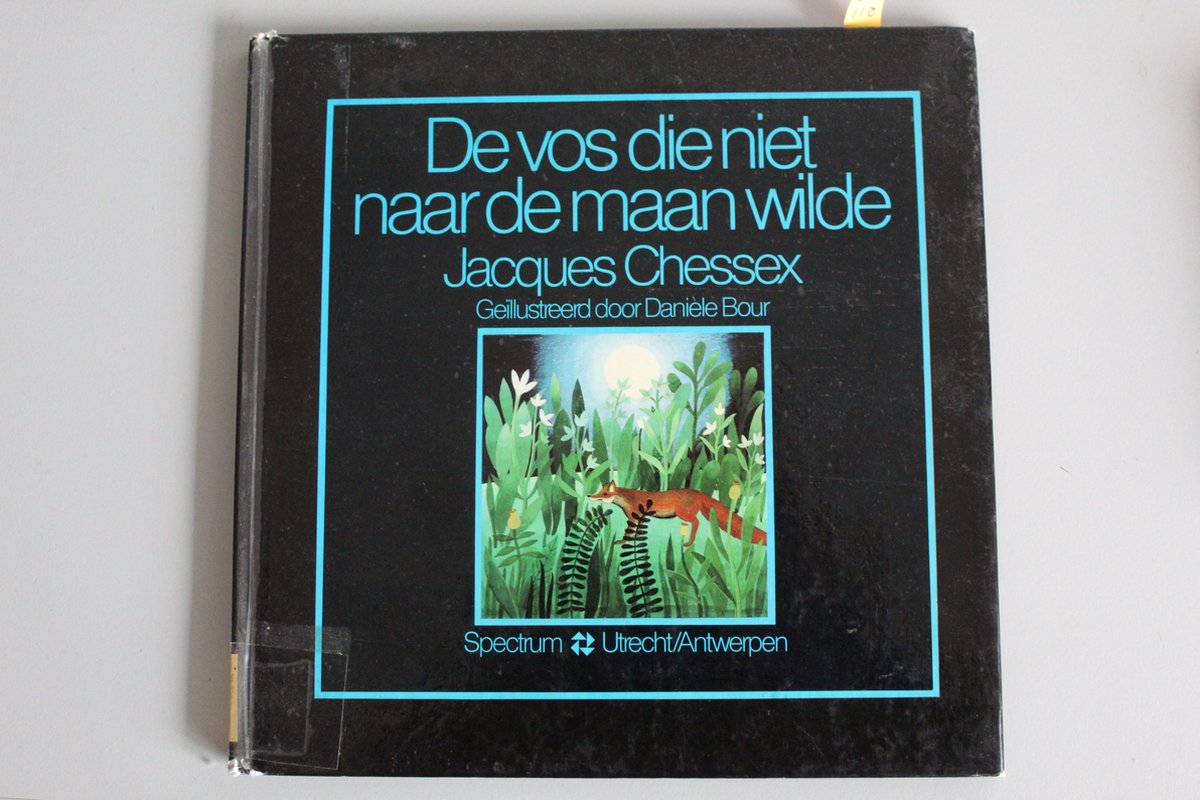 De vos die niet
naar de maan wilde
Jacques Chessex
Geïllustreerd door Danièle Bour
Spectrum Utrecht/Antwerpen